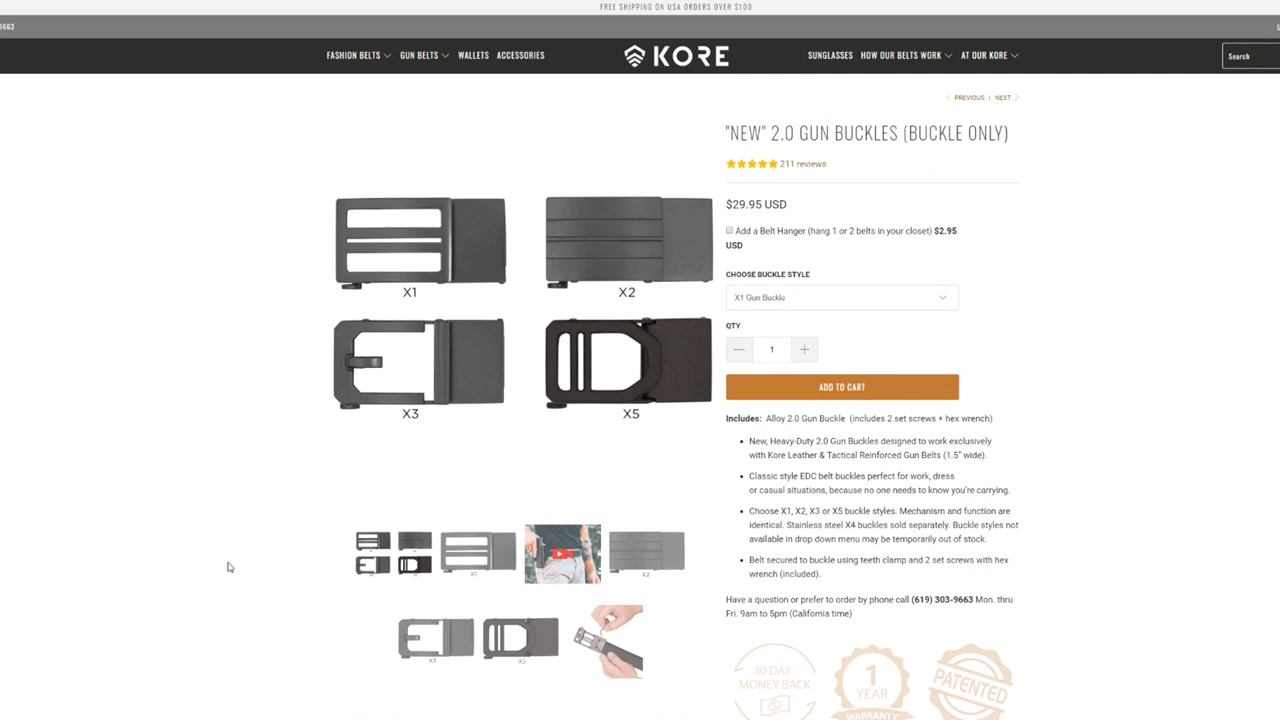 FREE SHIPPING ON USA ORDERS OVER $100
9663
FASHION BELTS GUN BELTS WALLETS ACCESSORIES KORE SUNGLASSES HOW OUR BELTS WORK AT OUR KORE Search
PREVIOUS | NEXT
"NEW" 2.0 GUN BUCKLES (BUCKLE ONLY)
211 reviews
$29.95 USD
Add a Belt Hanger (hang 1 or 2 belts in your closet) $2.95
USD
CHOOSE BUCKLE STYLE
X1 Gun Buckle
QTY
1
ADD TO CART
X1
X2
X3
X5
Includes: Alloy 2.0 Gun Buckle (includes 2 set screws + hex wrench)
New, Heavy-Duty 2.0 Gun Buckles designed to work exclusively
with Kore Leather & Tactical Reinforced Gun Belts (1.5" wide).
Classic style EDC belt buckles perfect for work, dress
or casual situations, because no one needs to know you're carrying.
Choose X1, X2, X3 or X5 buckle styles. Mechanism and function are
identical. Stainless steel X4 buckles sold separately. Buckle styles not
available in drop down menu may be temporarily out of stock.
Belt secured to buckle using teeth clamp and 2 set screws with hex
wrench (included).
Have a question or prefer to order by phone call (619) 303-9663 Mon. thru
Fri. 9am to 5pm (California time)
X1
X2
X3
X5
30 DAY
MONEY BACK
1
YEAR
WARRANTY
PATENTED